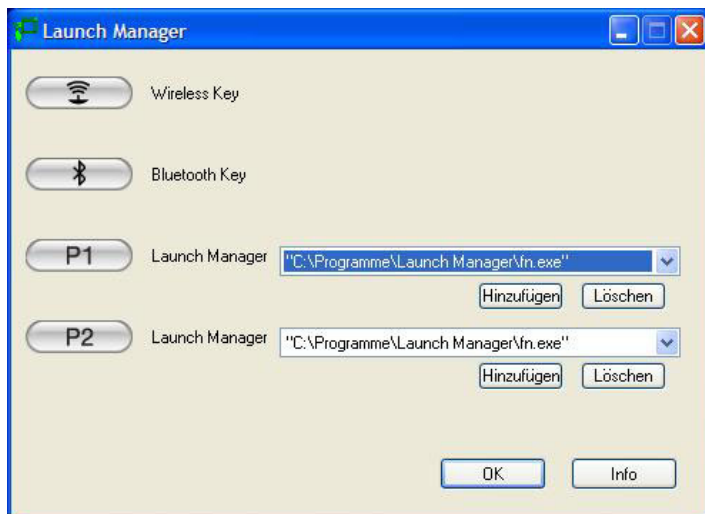 Launch Manager
Wireless Key
Bluetooth Key
P1 Launch Manager "C:\Programme\Launch Manager\fn.exe"
Hinzufügen Löschen
P2 Launch Manager "C:\Programme\Launch Manager\fn.exe"
Hinzufügen Löschen
OK Info